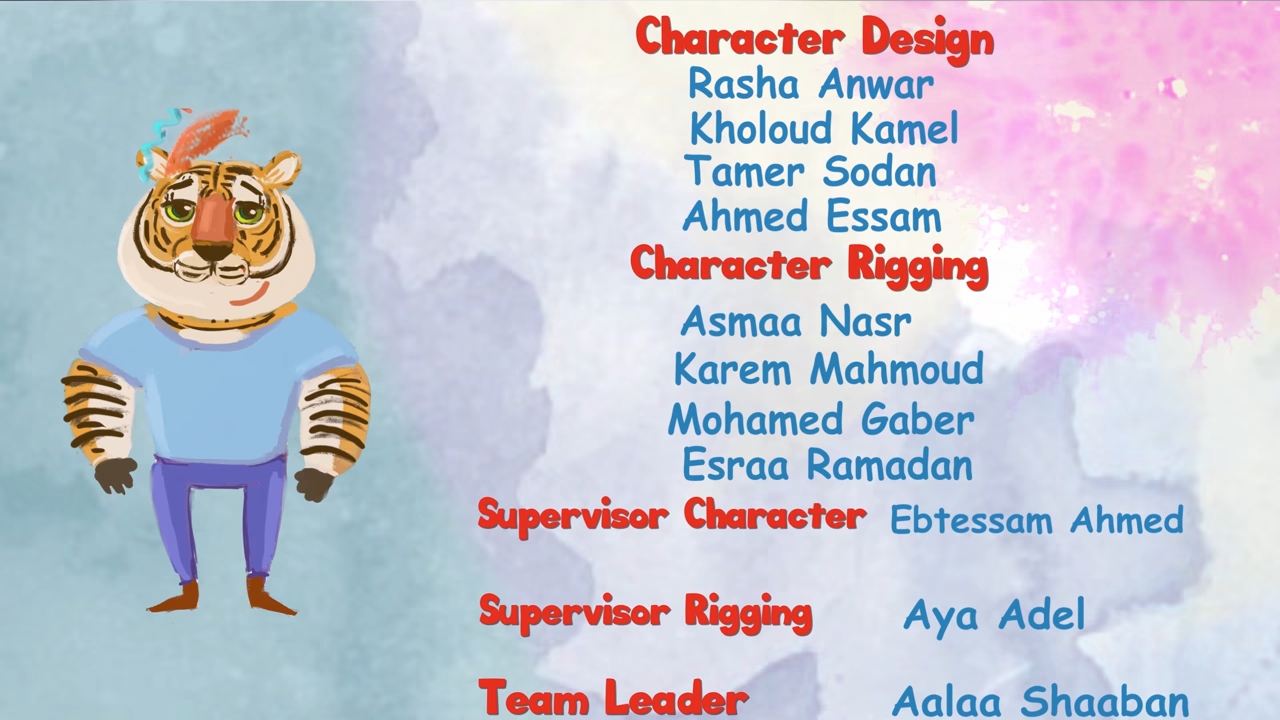 Character Design
Rasha Anwar
Kholoud Kamel
Tamer Sodan
Ahmed Essam
Character Rigging
Asmaa Nasr
Karem Mahmoud
Mohamed Gaber
Esraa Ramadan
Supervisor Character Ebtessam Ahmed
Supervisor Rigging Aya Adel
Team Leader Aalaa Shaaban